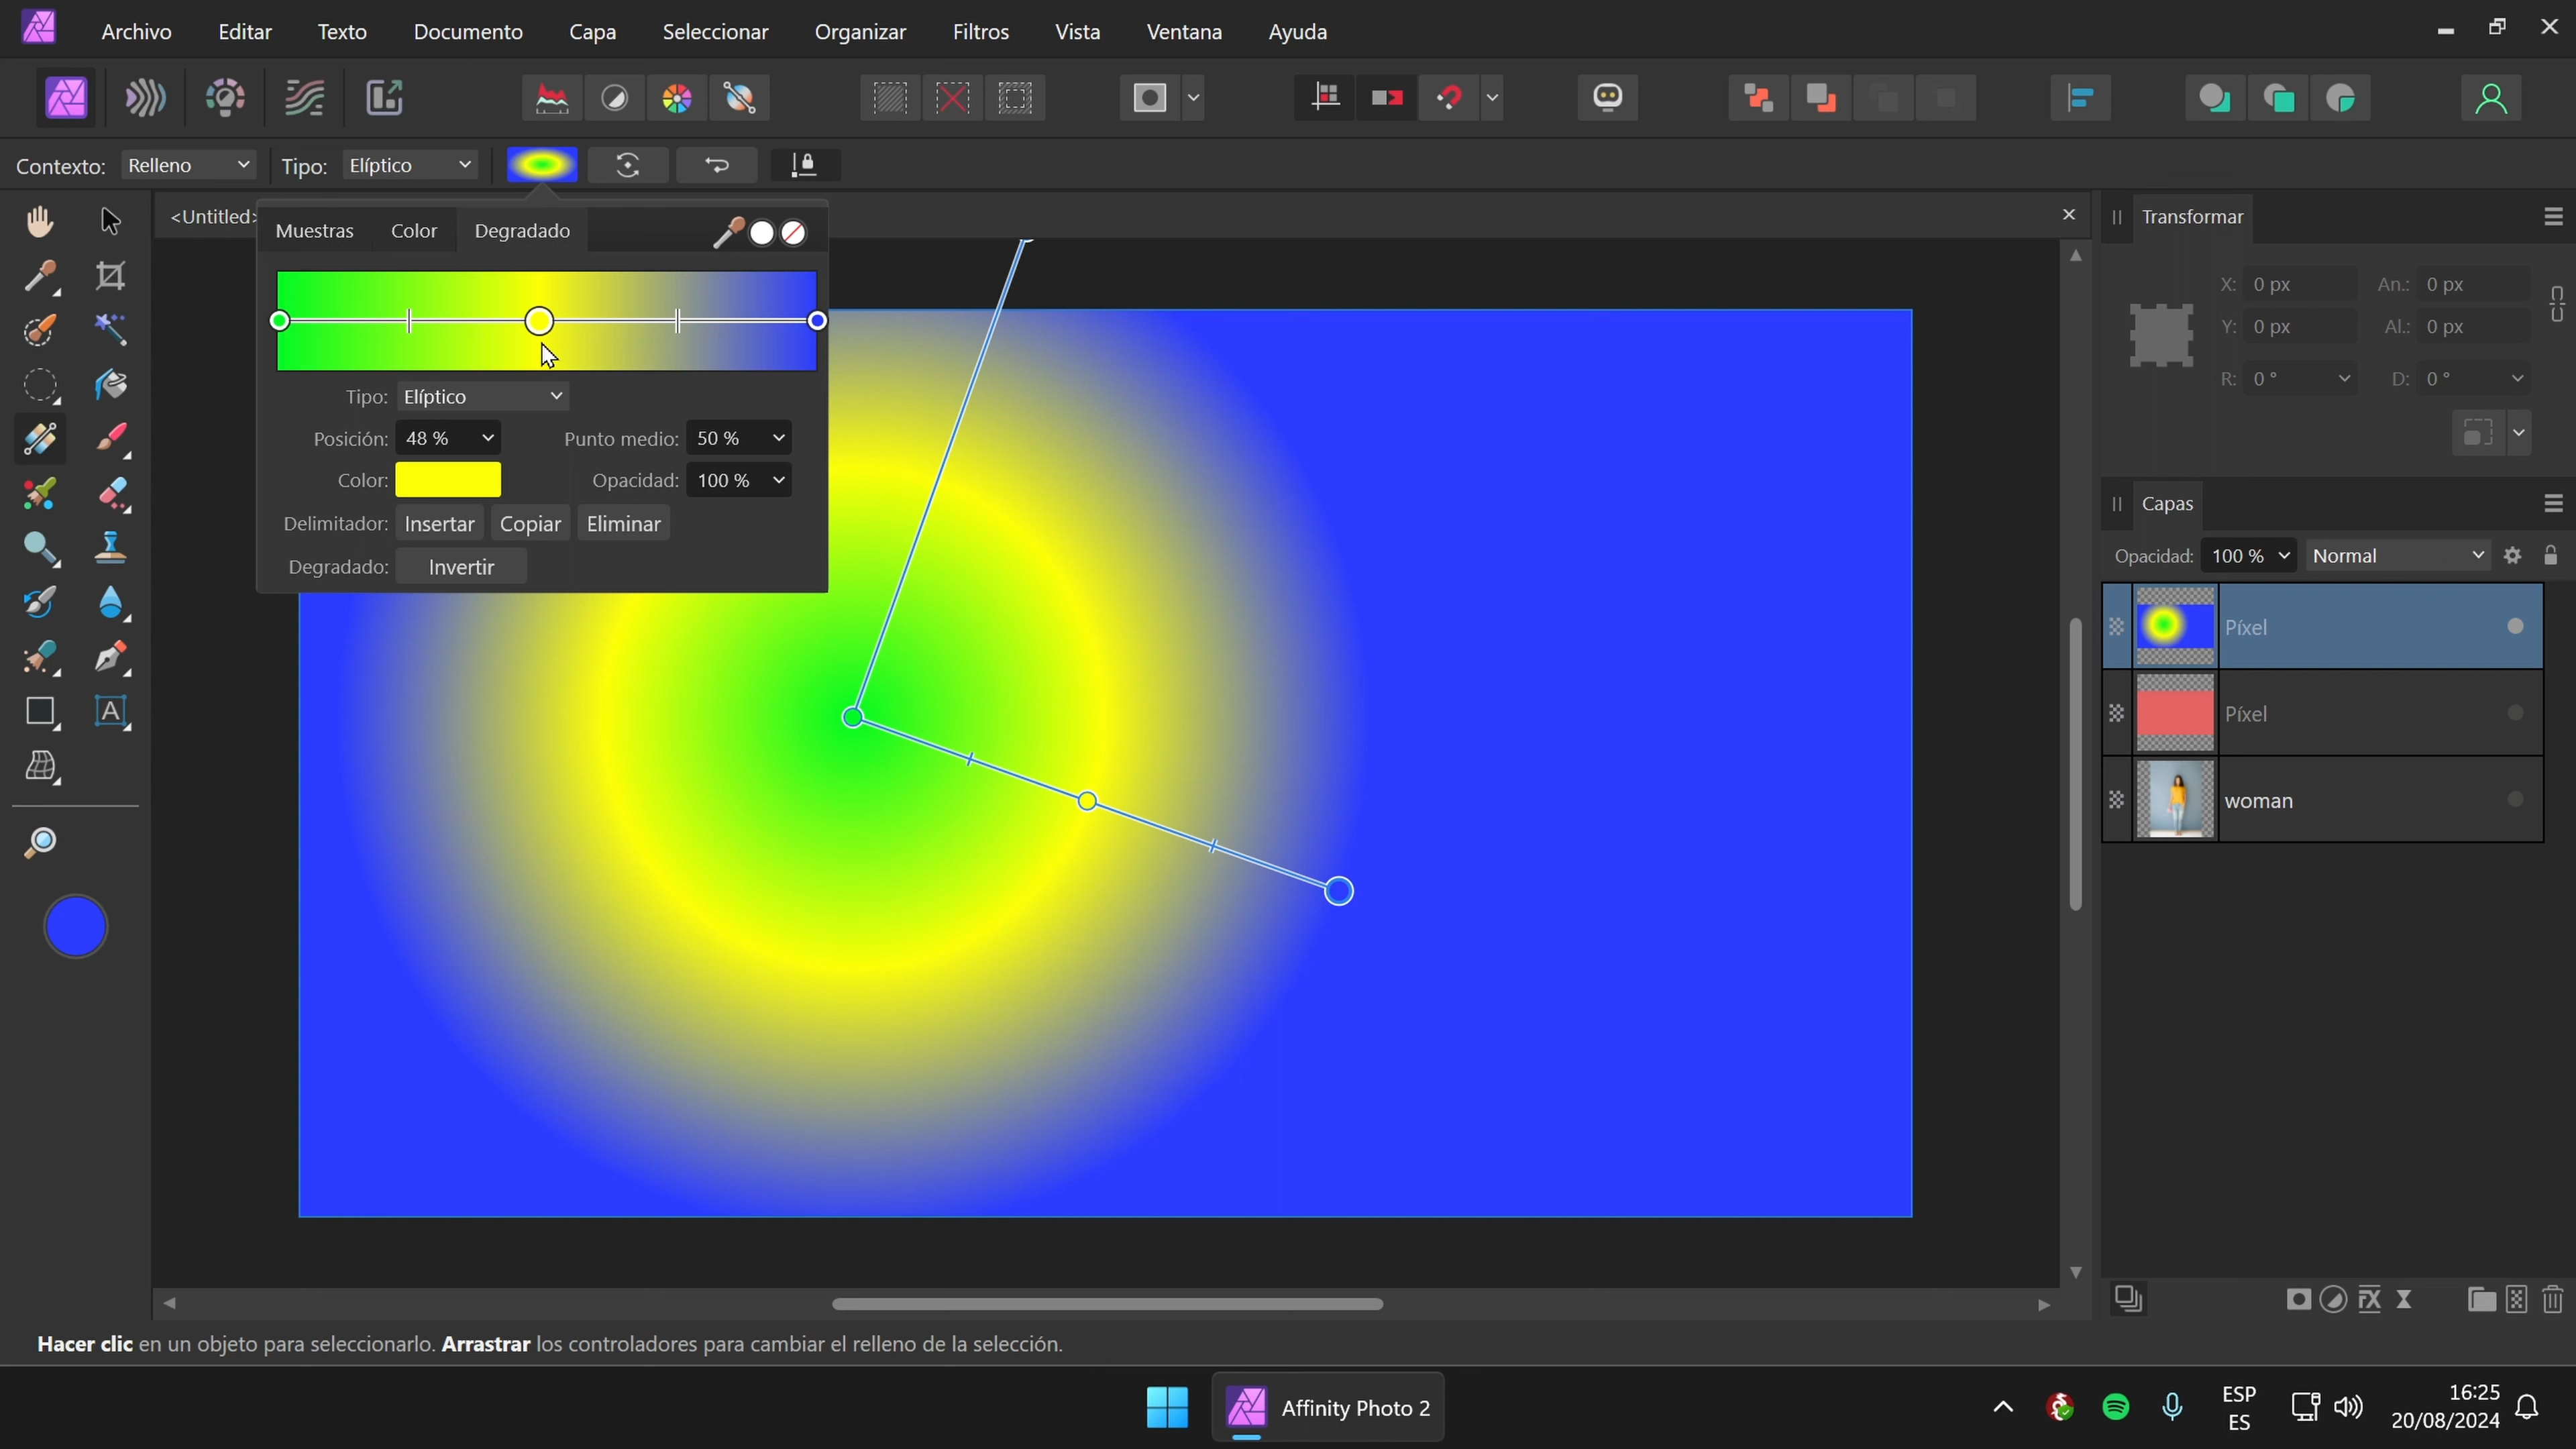 Archivo Editar Texto Documento Capa Seleccionar Organizar Filtros Vista Ventana Ayuda
Contexto: Relleno Tipo: Elíptico
<Untitled>
Muestras Color Degradado
Tipo: Elíptico
Posición: 48 % Punto medio: 50 %
Color: Opacidad: 100 %
Delimitador: Insertar Copiar Eliminar
Degradado: Invertir
Transformar
X: 0 px An.: 0 px
Y: 0 px Al.: 0 px
R: 0 ° D: 0 °
Capas
Opacidad: 100 % Normal
Píxel
Píxel
woman
Hacer clic en un objeto para seleccionarlo. Arrastrar los controladores para cambiar el relleno de la selección.
Affinity Photo 2
ESP
ES
16:25
20/08/2024